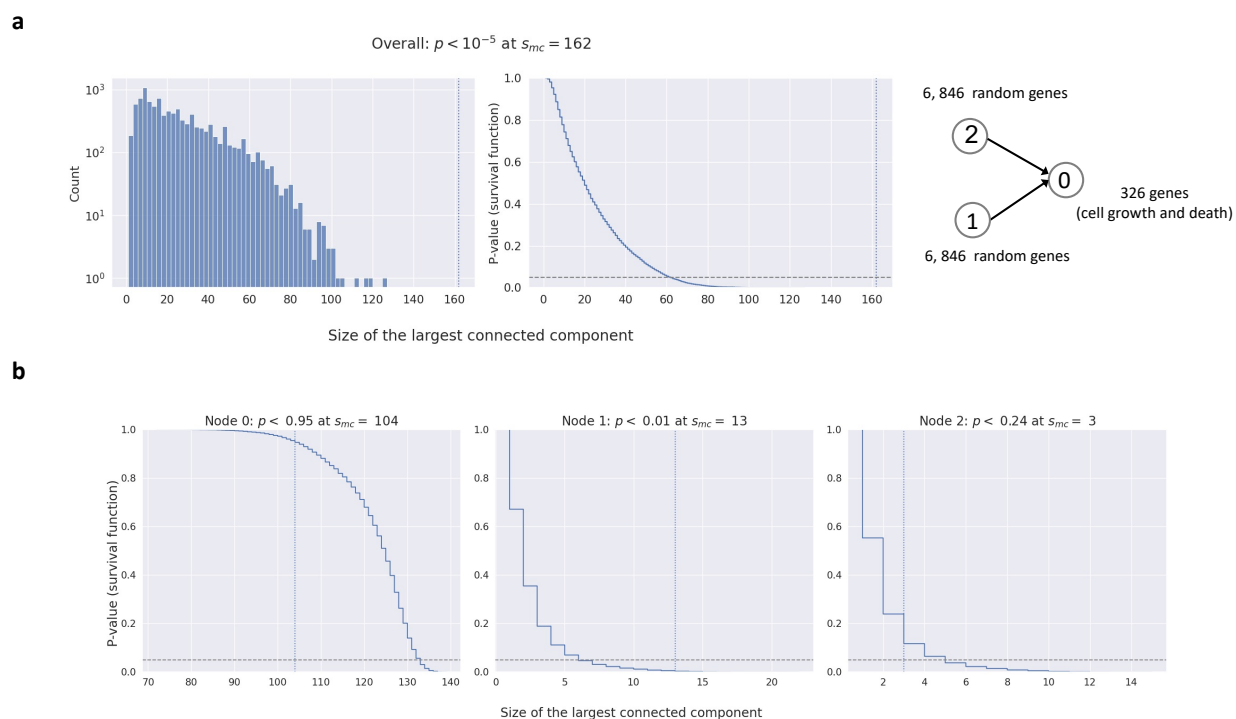 a
Overall: p < 10⁻⁵ at sₘ꜀ = 162
10³
10²
10¹
10⁰
Count
0 20 40 60 80 100 120 140 160
1.0
0.8
0.6
0.4
0.2
0.0
P-value (survival function)
0 20 40 60 80 100 120 140 160
Size of the largest connected component
6, 846 random genes
2
0
1
326 genes
(cell growth and death)
6, 846 random genes
b
Node 0: p < 0.95 at sₘ꜀ = 104
1.0
0.8
0.6
0.4
0.2
0.0
P-value (survival function)
70 80 90 100 110 120 130 140
Node 1: p < 0.01 at sₘ꜀ = 13
1.0
0.8
0.6
0.4
0.2
0.0
0 5 10 15 20
Node 2: p < 0.24 at sₘ꜀ = 3
1.0
0.8
0.6
0.4
0.2
0.0
2 4 6 8 10 12 14
Size of the largest connected component